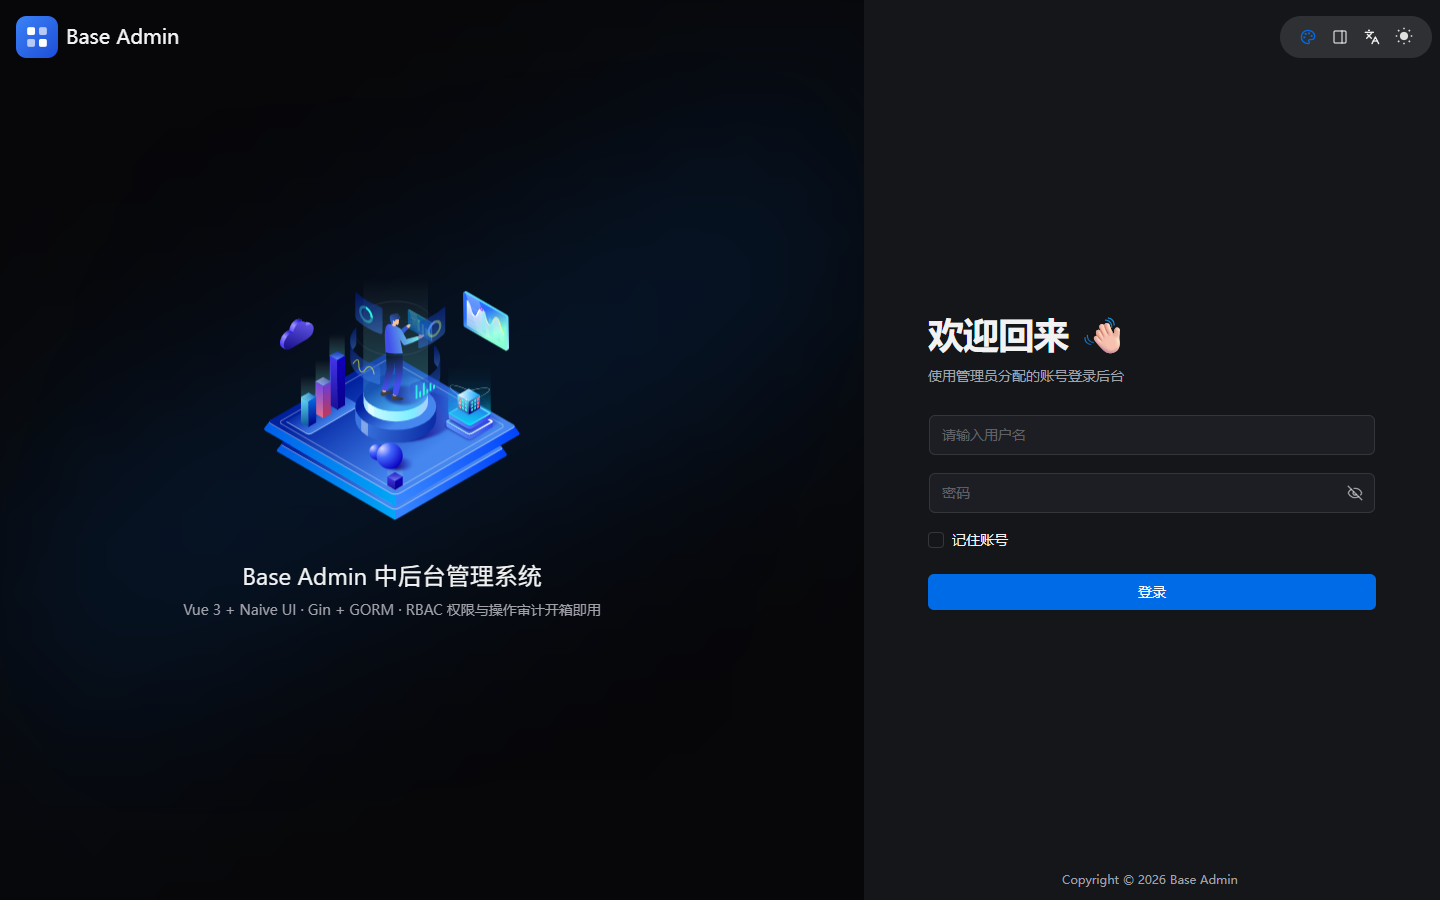 Base Admin
Base Admin 中后台管理系统
Vue 3 + Naive UI · Gin + GORM · RBAC 权限与操作审计开箱即用
欢迎回来
使用管理员分配的账号登录后台
请输入用户名
密码
记住账号
登录
Copyright © 2026 Base Admin